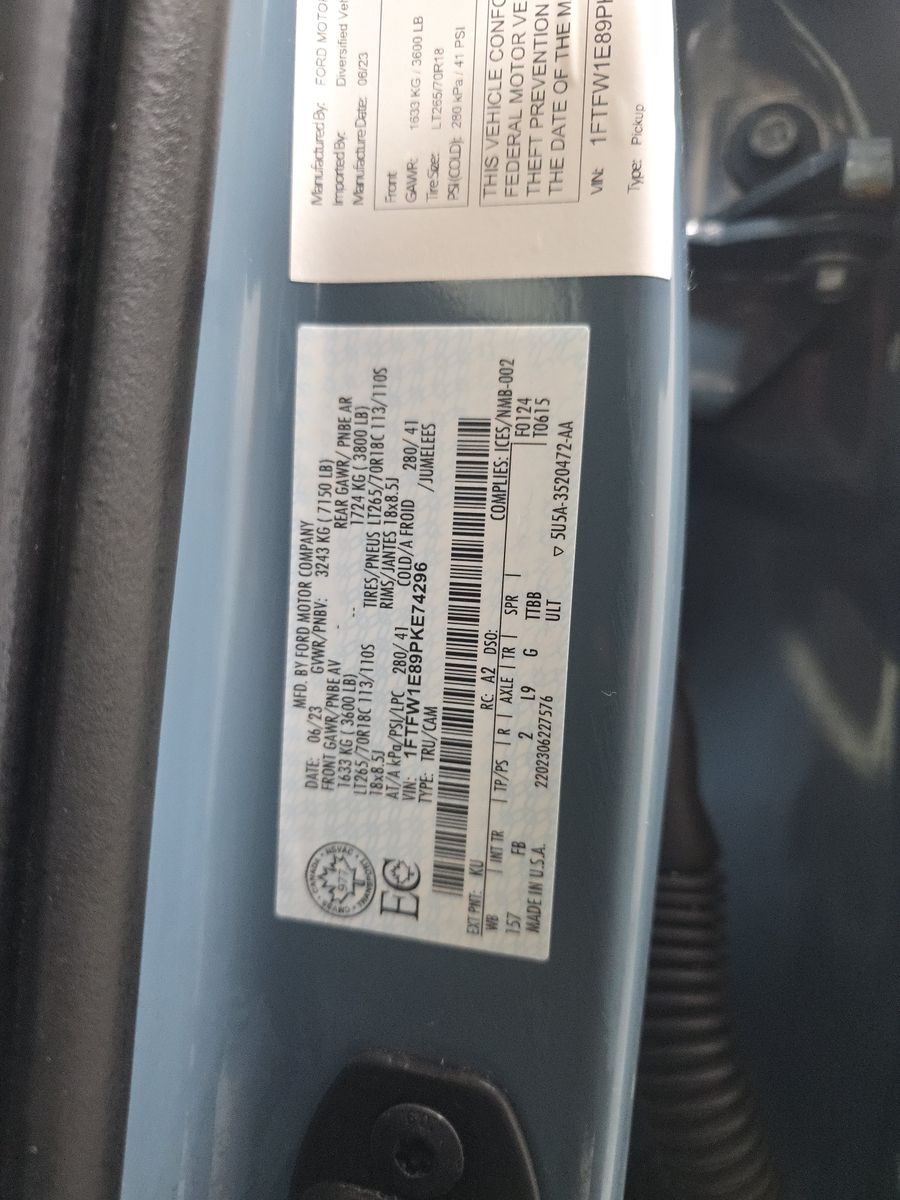 MFD. BY FORD MOTOR COMPANY
DATE: 06/23 GVWR/PNBV: 3243 KG ( 7150 LB)
FRONT GAWR/PNBE AV REAR GAWR/ PNBE AR
1633 KG ( 3600 LB) - -- 1724 KG ( 3800 LB)
LT265/70R18C 113/110S TIRES/PNEUS LT265/70R18C 113/110S
18x8.5J RIMS/JANTES 18x8.5J
AT/A kPa/PSI/LPC 280/ 41 COLD/A FROID 280/ 41
VIN: 1FTFW1E89PKE74296 /JUMELEES
TYPE: TRU/CAM
CANADA
977
EC
EXT PNT: KU RC: A2 DSO: COMPLIES: ICES/NMB-002
WB | INT TR | TP/PS | R | AXLE | TR | SPR | F0124
157 FB 2 L9 G TTBB T0615
MADE IN U.S.A. 2202306227576 ULT ▽ 5U5A-3520472-AA
Manufactured By: FORD MOTO
Imported By: Diversified Veh
Manufacture Date: 06/23
Front
GAWR: 1633 KG / 3600 LB
Tire Size: LT265/70R18
PSI(COLD): 280 kPa / 41 PSI
THIS VEHICLE CONFO
FEDERAL MOTOR VE
THEFT PREVENTION
THE DATE OF THE M
VIN: 1FTFW1E89PK
Type: Pickup